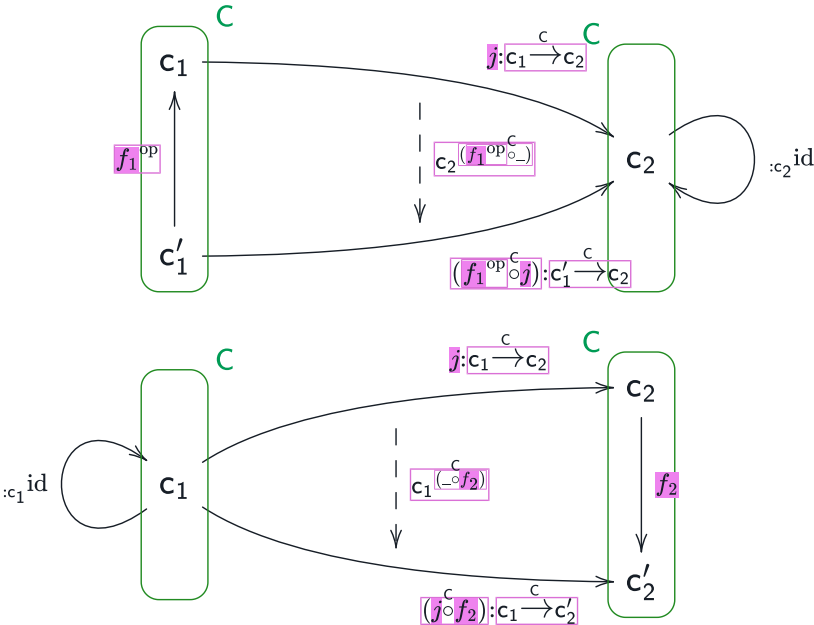 C
C
c₁
j:c₁ —C→ c₂
f₁ᵒᵖ
c₂^(f₁ᵒᵖ ∘^C _)
c₂
:c₂id
c₁′
(f₁ᵒᵖ ∘^C j):c₁′ —C→ c₂
C
C
j:c₁ —C→ c₂
c₂
:c₁id
c₁
c₁^(_ ∘^C f₂)
f₂
c₂′
(j ∘^C f₂):c₁ —C→ c₂′